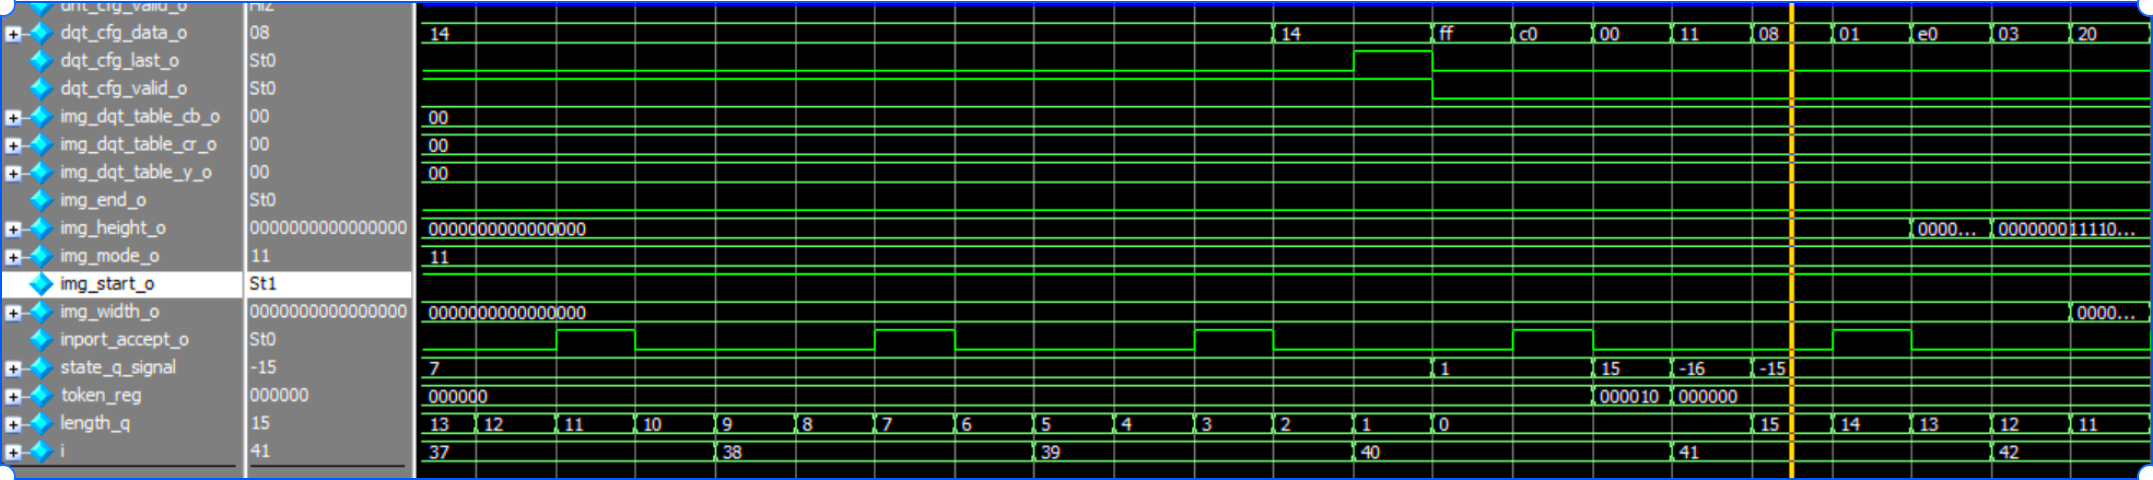 dht_cfg_valid_o HiZ
dqt_cfg_data_o 08 14 14 ff c0 00 11 08 01 e0 03 20
dqt_cfg_last_o St0
dqt_cfg_valid_o St0
img_dqt_table_cb_o 00 00
img_dqt_table_cr_o 00 00
img_dqt_table_y_o 00 00
img_end_o St0
img_height_o 0000000000000000 0000000000000000 0000... 0000000011110...
img_mode_o 11 11
img_start_o St1
img_width_o 0000000000000000 0000000000000000 0000...
inport_accept_o St0
state_q_signal -15 7 1 15 -16 -15
token_reg 000000 000000 000010 000000
length_q 15 13 12 11 10 9 8 7 6 5 4 3 2 1 0 15 14 13 12 11
i 41 37 38 39 40 41 42